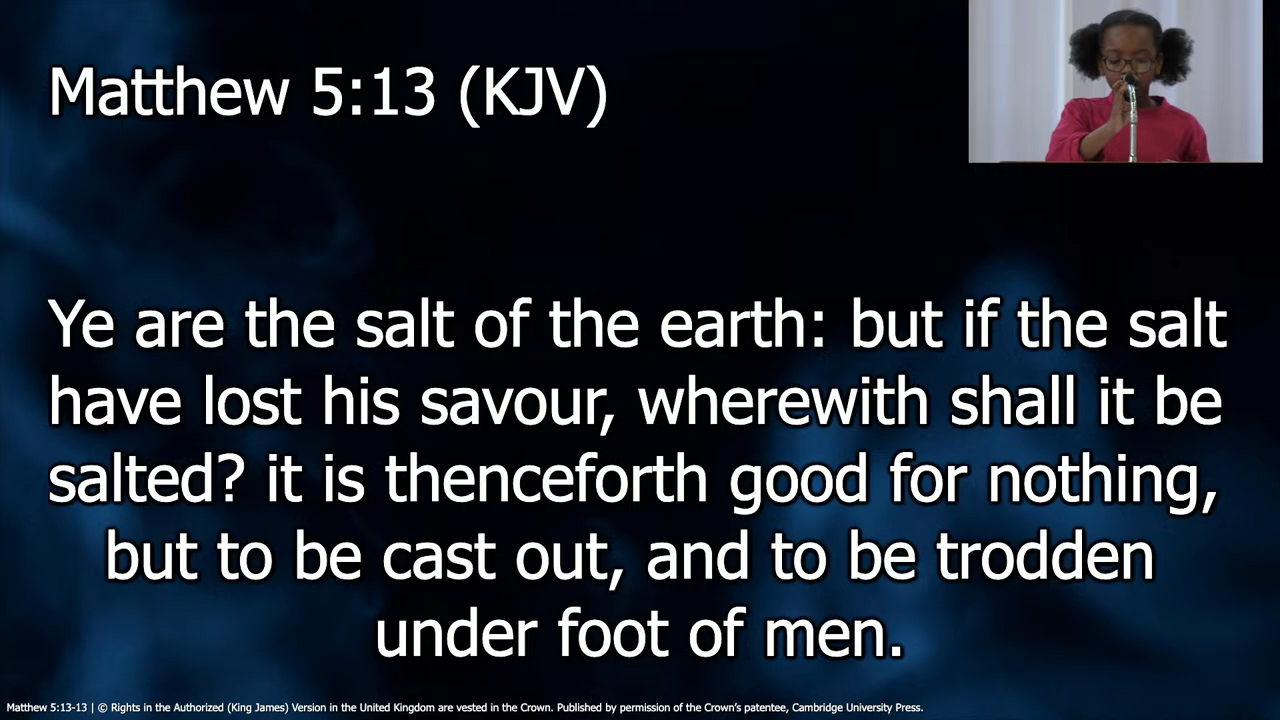 Matthew 5:13 (KJV)
Ye are the salt of the earth: but if the salt
have lost his savour, wherewith shall it be
salted? it is thenceforth good for nothing,
but to be cast out, and to be trodden
under foot of men.
Matthew 5:13-13 | © Rights in the Authorized (King James) Version in the United Kingdom are vested in the Crown. Published by permission of the Crown’s patentee, Cambridge University Press.